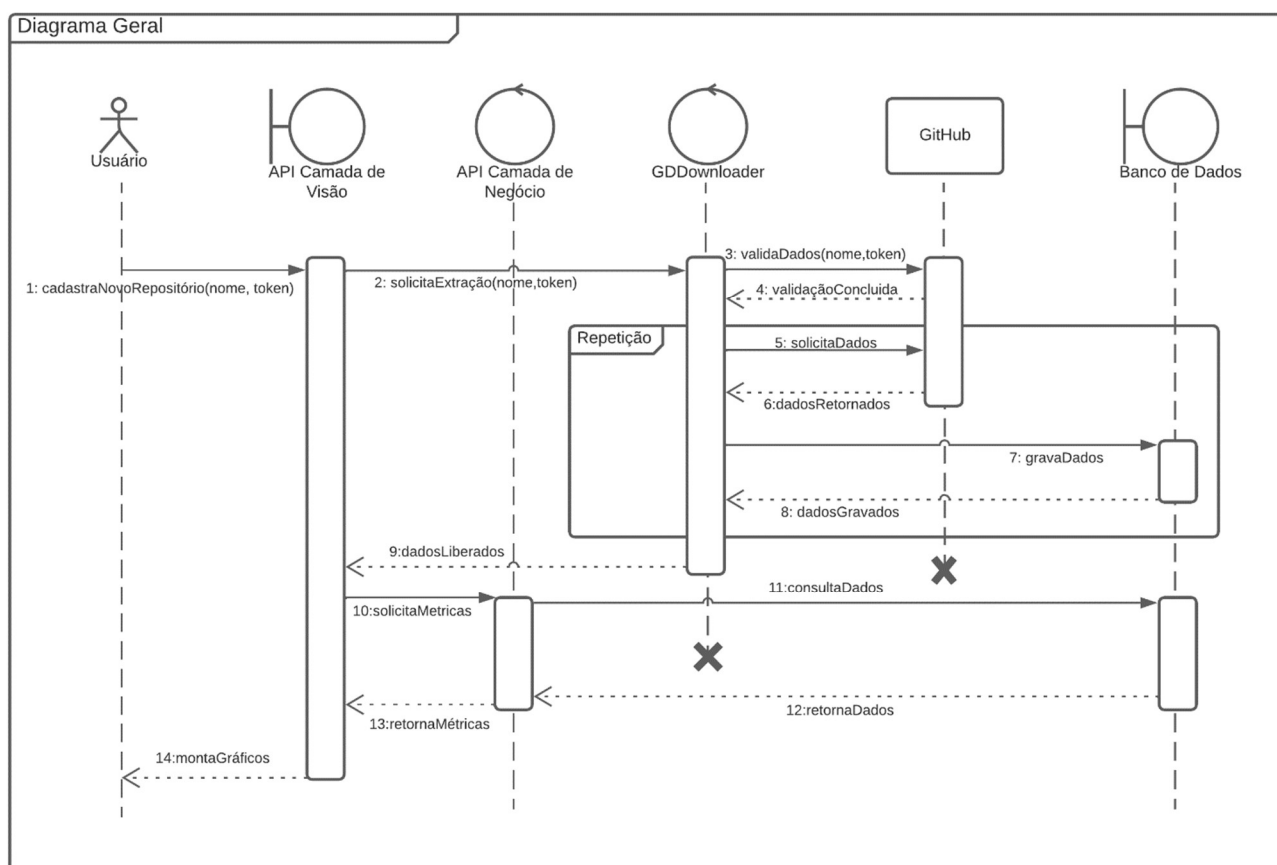 Diagrama Geral
Usuário
API Camada de
Visão
API Camada de
Negócio
GDDownloader
GitHub
Banco de Dados
1: cadastraNovoRepositório(nome, token)
2: solicitaExtração(nome,token)
3: validaDados(nome,token)
4: validaçãoConcluida
Repetição
5: solicitaDados
6:dadosRetornados
7: gravaDados
8: dadosGravados
9:dadosLiberados
10:solicitaMetricas
11:consultaDados
12:retornaDados
13:retornaMétricas
14:montaGráficos